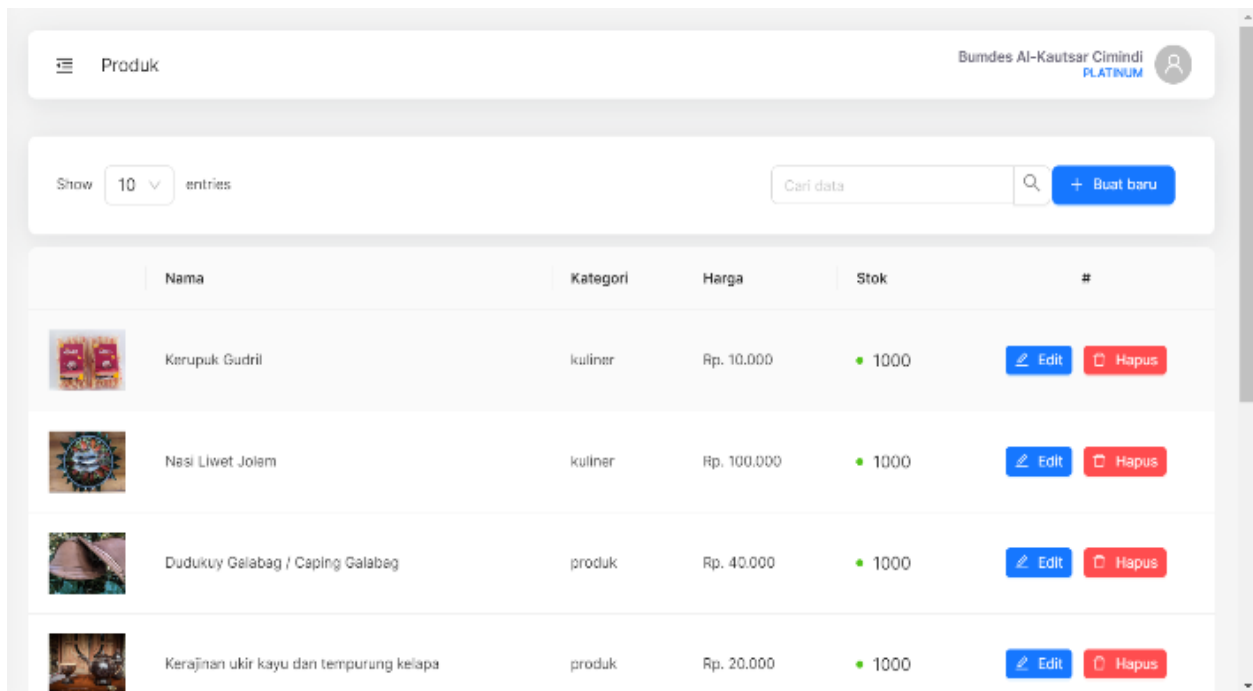 Produk
Bumdes Al-Kautsar Cimindi
PLATINUM
Show 10 entries
Cari data
+ Buat baru
Nama Kategori Harga Stok #
Kerupuk Gudril kuliner Rp. 10.000 1000 Edit Hapus
Nasi Liwet Jolem kuliner Rp. 100.000 1000 Edit Hapus
Dudukuy Galabag / Caping Galabag produk Rp. 40.000 1000 Edit Hapus
Kerajinan ukir kayu dan tempurung kelapa produk Rp. 20.000 1000 Edit Hapus